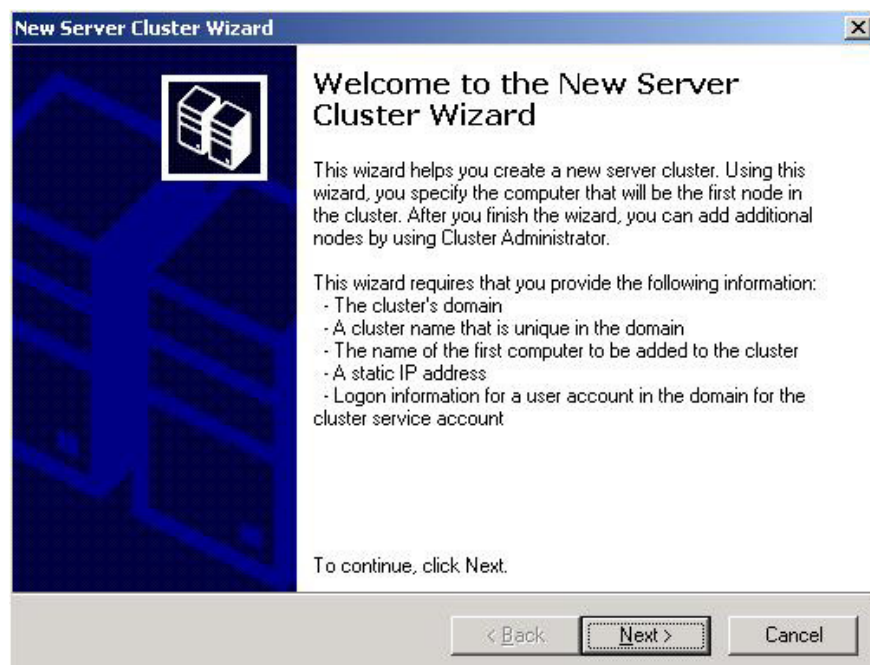 New Server Cluster Wizard
Welcome to the New Server
Cluster Wizard
This wizard helps you create a new server cluster. Using this
wizard, you specify the computer that will be the first node in
the cluster. After you finish the wizard, you can add additional
nodes by using Cluster Administrator.
This wizard requires that you provide the following information:
- The cluster's domain
- A cluster name that is unique in the domain
- The name of the first computer to be added to the cluster
- A static IP address
- Logon information for a user account in the domain for the
cluster service account
To continue, click Next.
< Back Next > Cancel